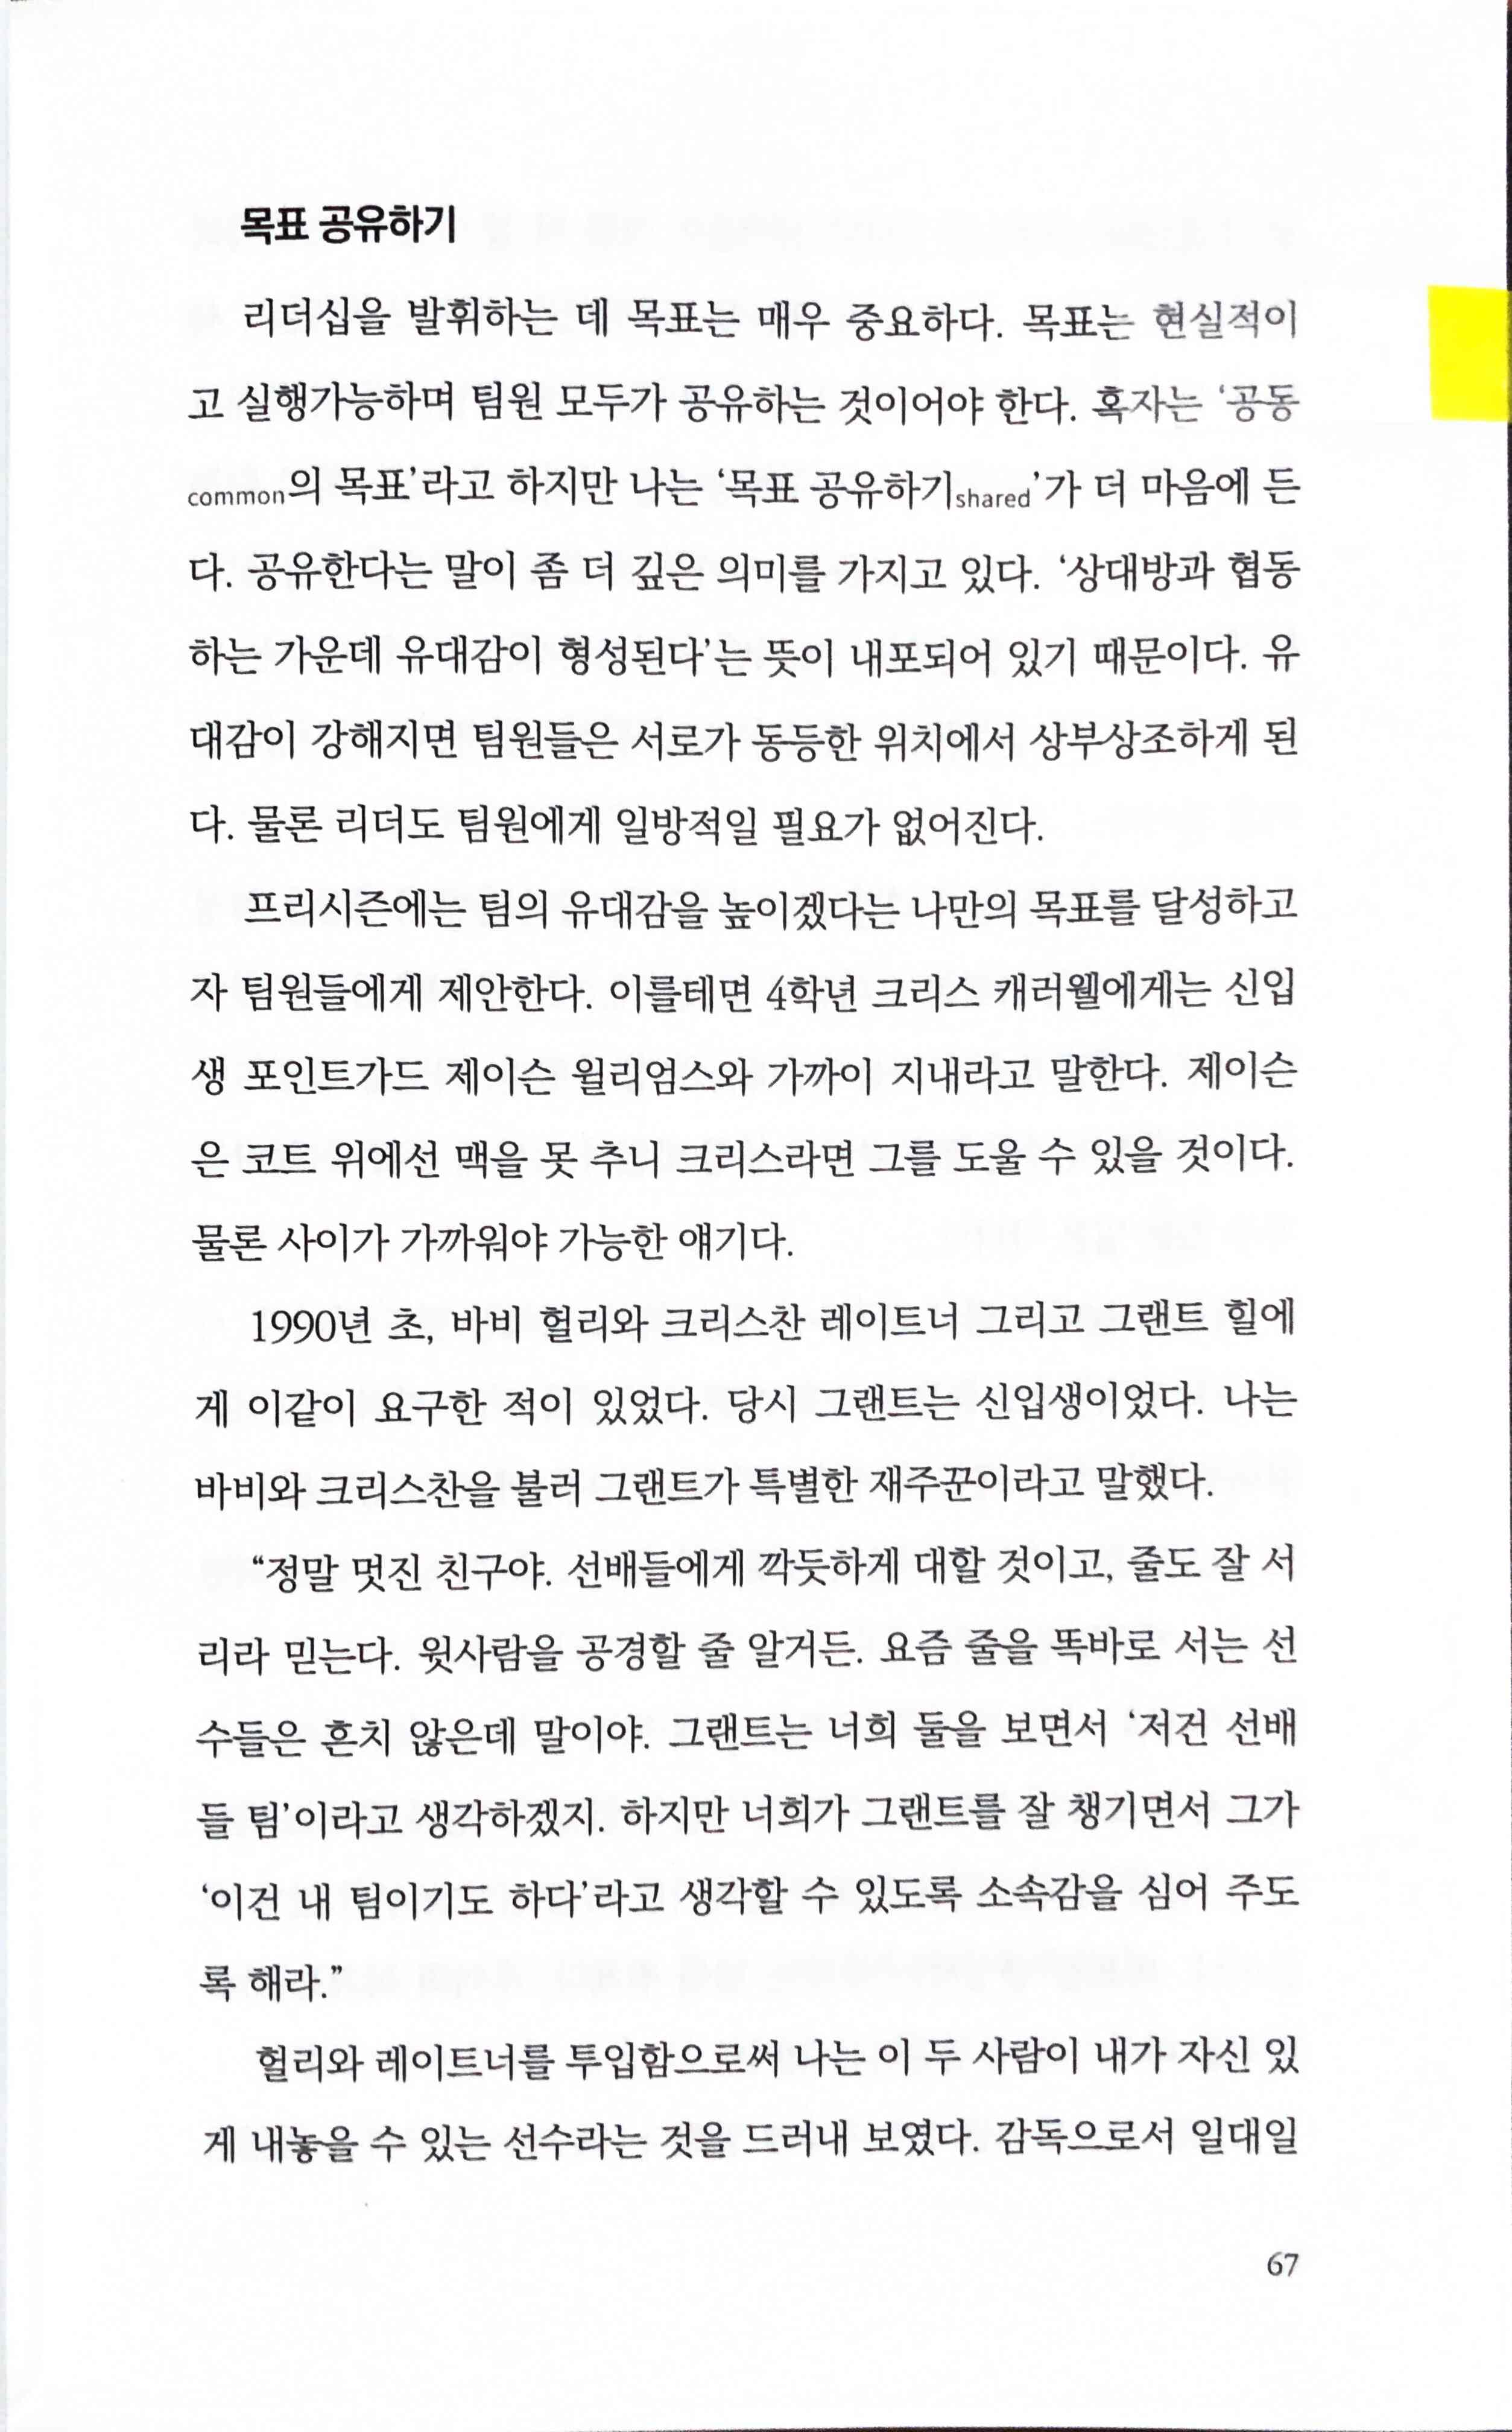 목표 공유하기
리더십을 발휘하는 데 목표는 매우 중요하다. 목표는 현실적이
고 실행가능하며 팀원 모두가 공유하는 것이어야 한다. 혹자는 ‘공동
common의 목표’라고 하지만 나는 ‘목표 공유하기shared’가 더 마음에 든
다. 공유한다는 말이 좀 더 깊은 의미를 가지고 있다. ‘상대방과 협동
하는 가운데 유대감이 형성된다’는 뜻이 내포되어 있기 때문이다. 유
대감이 강해지면 팀원들은 서로가 동등한 위치에서 상부상조하게 된
다. 물론 리더도 팀원에게 일방적일 필요가 없어진다.
프리시즌에는 팀의 유대감을 높이겠다는 나만의 목표를 달성하고
자 팀원들에게 제안한다. 이를테면 4학년 크리스 캐러웰에게는 신입
생 포인트가드 제이슨 윌리엄스와 가까이 지내라고 말한다. 제이슨
은 코트 위에선 맥을 못 추니 크리스라면 그를 도울 수 있을 것이다.
물론 사이가 가까워야 가능한 얘기다.
1990년 초, 바비 헐리와 크리스찬 레이트너 그리고 그랜트 힐에
게 이같이 요구한 적이 있었다. 당시 그랜트는 신입생이었다. 나는
바비와 크리스찬을 불러 그랜트가 특별한 재주꾼이라고 말했다.
“정말 멋진 친구야. 선배들에게 깍듯하게 대할 것이고, 줄도 잘 서
리라 믿는다. 윗사람을 공경할 줄 알거든. 요즘 줄을 똑바로 서는 선
수들은 흔치 않은데 말이야. 그랜트는 너희 둘을 보면서 ‘저건 선배
들 팀’이라고 생각하겠지. 하지만 너희가 그랜트를 잘 챙기면서 그가
‘이건 내 팀이기도 하다’라고 생각할 수 있도록 소속감을 심어 주도
록 해라.”
헐리와 레이트너를 투입함으로써 나는 이 두 사람이 내가 자신 있
게 내놓을 수 있는 선수라는 것을 드러내 보였다. 감독으로서 일대일
67